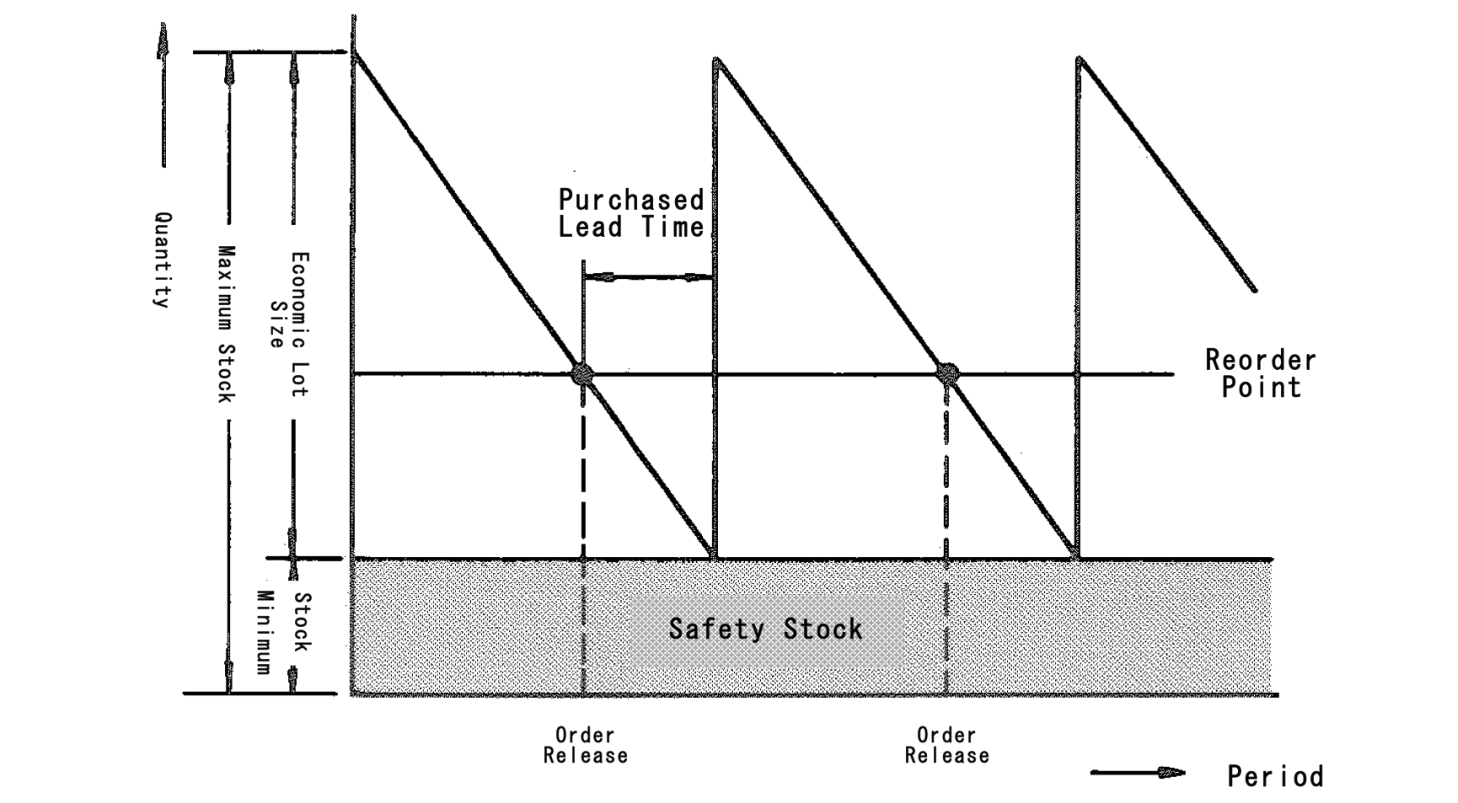 Quantity
Maximum Stock
Economic Lot
Size
Stock
Minimum
Purchased
Lead Time
Reorder
Point
Safety Stock
Order
Release
Order
Release
Period